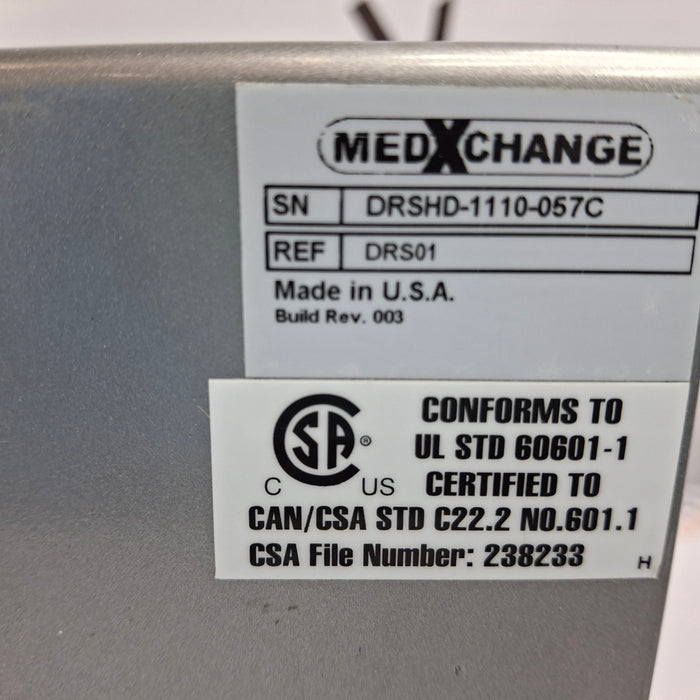 MEDXCHANGE
SN DRSHD-1110-057C
REF DRS01
Made in U.S.A.
Build Rev. 003
CSA ®
C US
CONFORMS TO
UL STD 60601-1
CERTIFIED TO
CAN/CSA STD C22.2 NO.601.1
CSA File Number: 238233 H